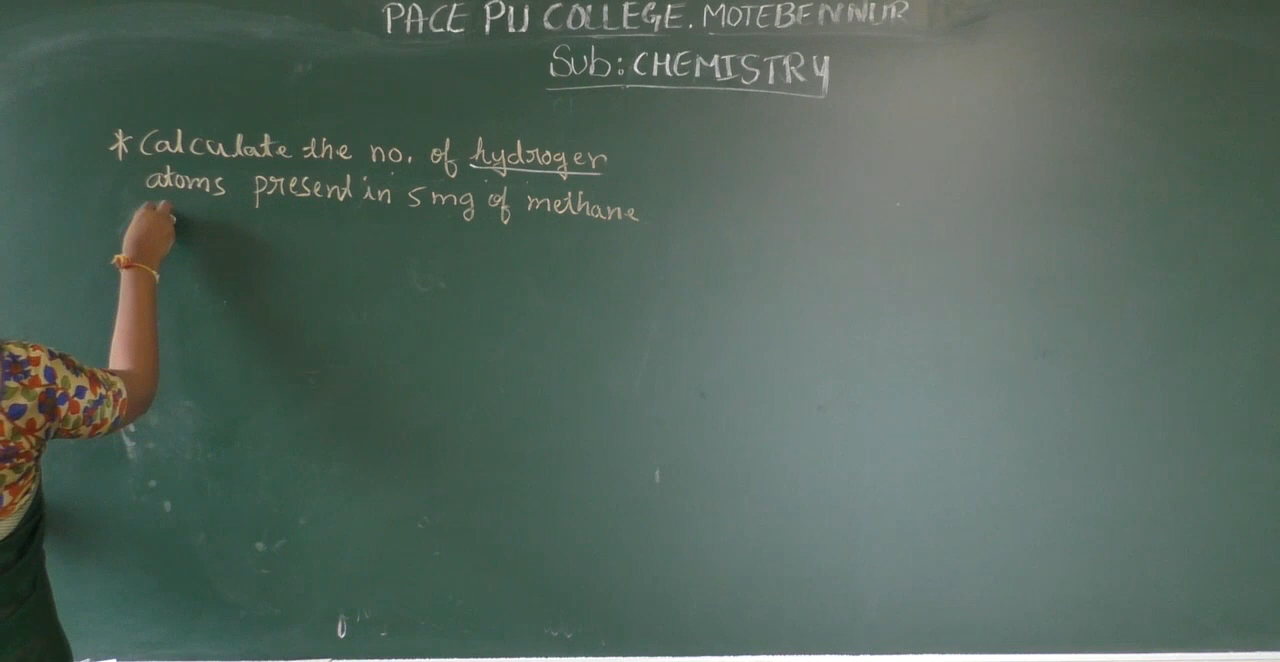 PACE PU COLLEGE. MOTEBENNUR
Sub: CHEMISTRY
* Calculate the no. of hydrogen
atoms present in 5mg of methane